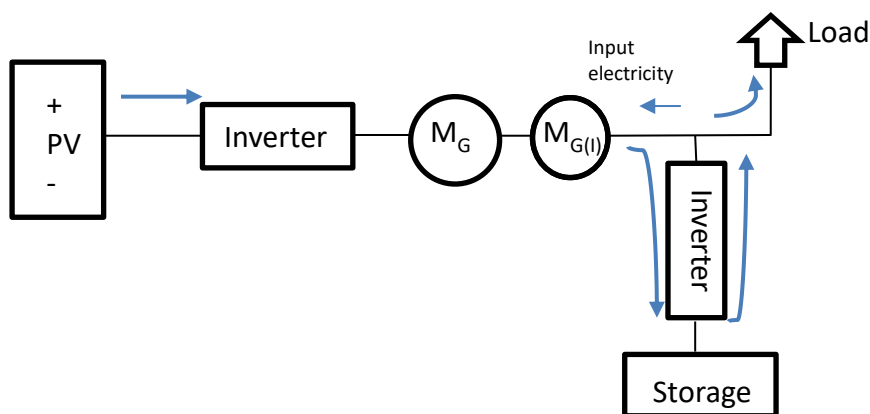 +
PV
-
Inverter
MG
MG(I)
Input
electricity
Load
Inverter
Storage